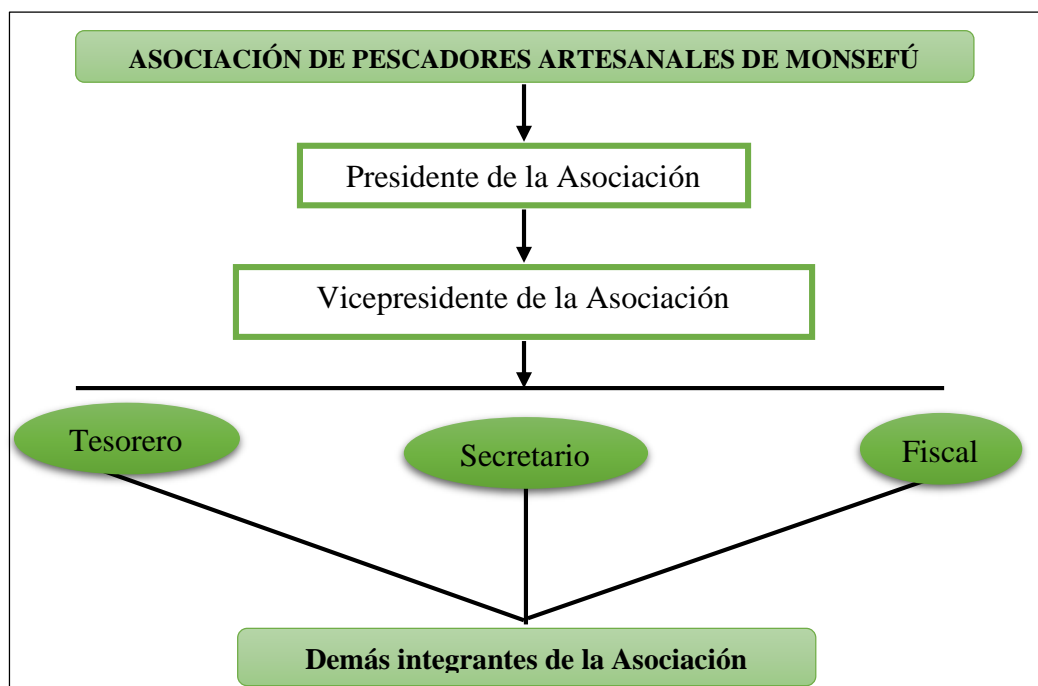 ASOCIACIÓN DE PESCADORES ARTESANALES DE MONSEFÚ
Presidente de la Asociación
Vicepresidente de la Asociación
Tesorero
Secretario
Fiscal
Demás integrantes de la Asociación